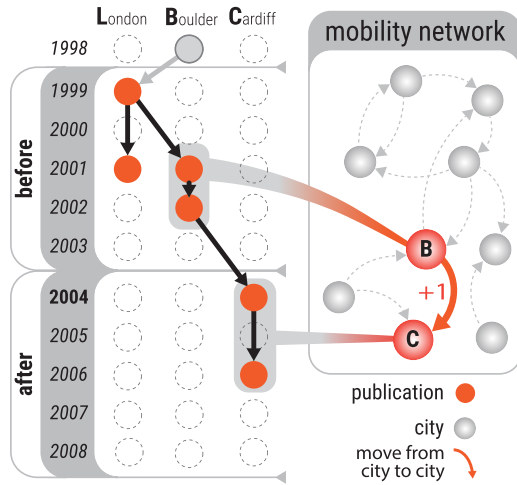 London Boulder Cardiff
mobility network
1998
1999
2000
2001
2002
2003
before
2004
2005
2006
2007
2008
after
B
+1
C
publication
city
move from
city to city